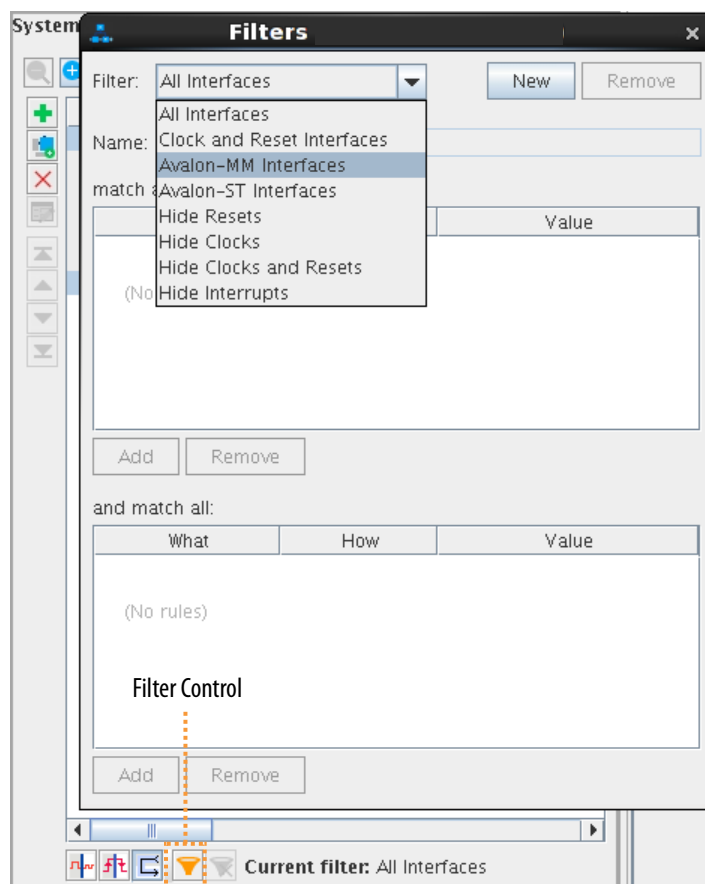 System
Filters
Filter: All Interfaces New Remove
All Interfaces
Name: Clock and Reset Interfaces
Avalon-MM Interfaces
match Avalon-ST Interfaces
Hide Resets
Value
Hide Clocks
Hide Clocks and Resets
(No Hide Interrupts
Add Remove
and match all:
What How Value
(No rules)
Filter Control
Add Remove
Current filter: All Interfaces